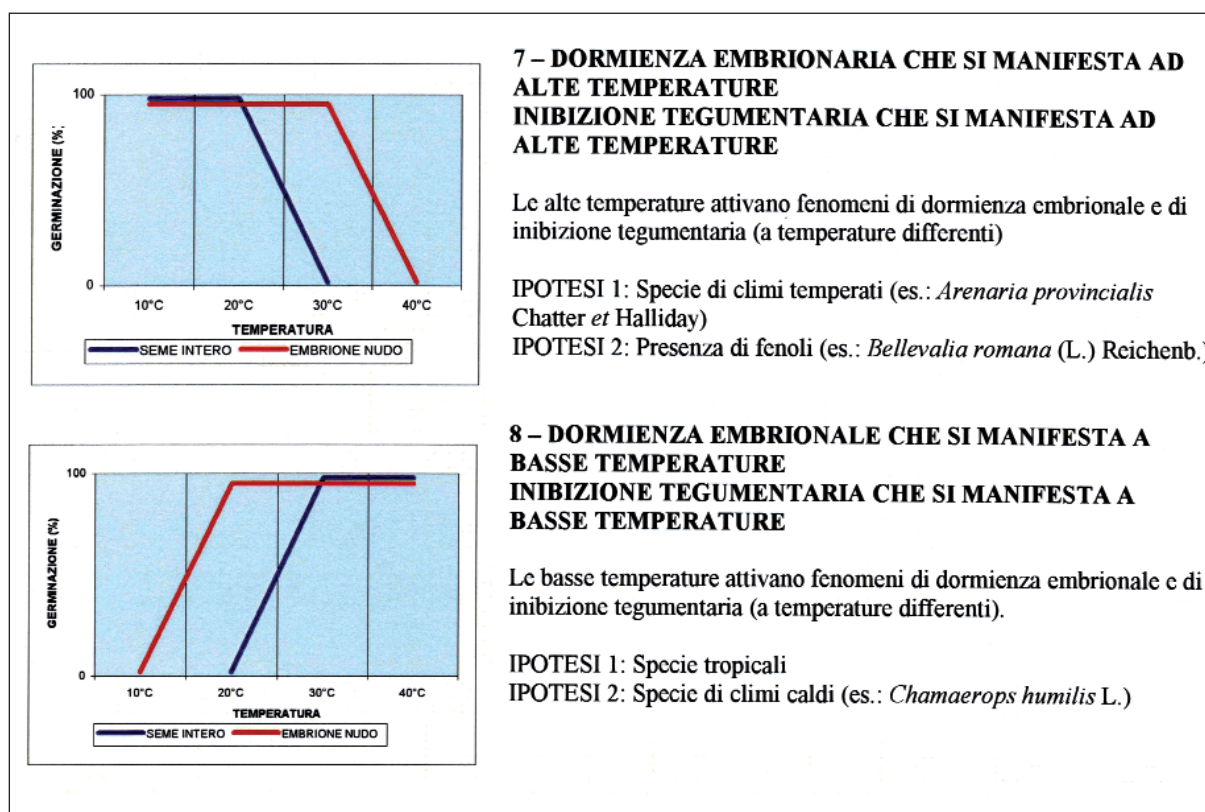 7 – DORMIENZA EMBRIONARIA CHE SI MANIFESTA AD
ALTE TEMPERATURE
INIBIZIONE TEGUMENTARIA CHE SI MANIFESTA AD
ALTE TEMPERATURE
Le alte temperature attivano fenomeni di dormienza embrionale e di
inibizione tegumentaria (a temperature differenti)
IPOTESI 1: Specie di climi temperati (es.: Arenaria provincialis
Chatter et Halliday)
IPOTESI 2: Presenza di fenoli (es.: Bellevalia romana (L.) Reichenb.)
GERMINAZIONE (%)
100
0
10°C 20°C 30°C 40°C
TEMPERATURA
SEME INTERO EMBRIONE NUDO
8 – DORMIENZA EMBRIONALE CHE SI MANIFESTA A
BASSE TEMPERATURE
INIBIZIONE TEGUMENTARIA CHE SI MANIFESTA A
BASSE TEMPERATURE
Le basse temperature attivano fenomeni di dormienza embrionale e di
inibizione tegumentaria (a temperature differenti).
IPOTESI 1: Specie tropicali
IPOTESI 2: Specie di climi caldi (es.: Chamaerops humilis L.)
GERMINAZIONE (%)
100
0
10°C 20°C 30°C 40°C
TEMPERATURA
SEME INTERO EMBRIONE NUDO